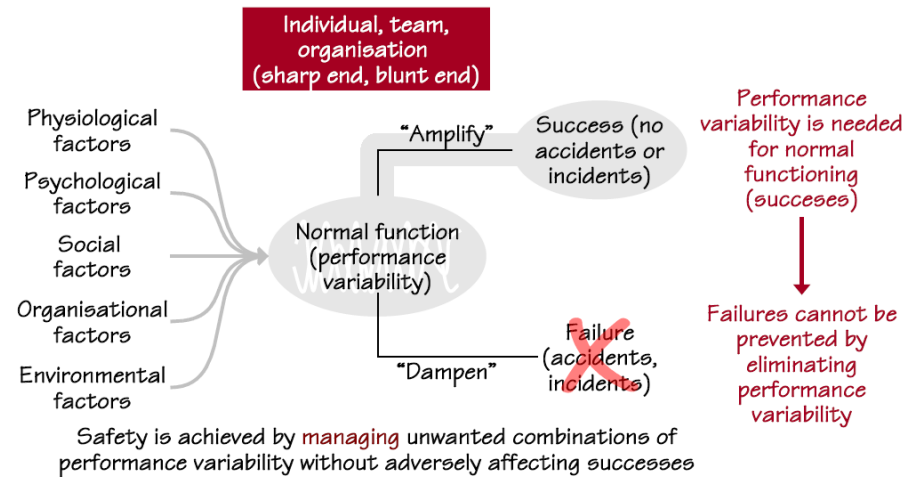 Individual, team,
organisation
(sharp end, blunt end)
Physiological
factors
Psychological
factors
Social
factors
Organisational
factors
Environmental
factors
Normal function
(performance
variability)
“Amplify”
Success (no
accidents or
incidents)
“Dampen”
Failure
(accidents,
incidents)
Performance
variability is needed
for normal
functioning
(succeses)
Failures cannot be
prevented by
eliminating
performance
variability
Safety is achieved by managing unwanted combinations of
performance variability without adversely affecting successes